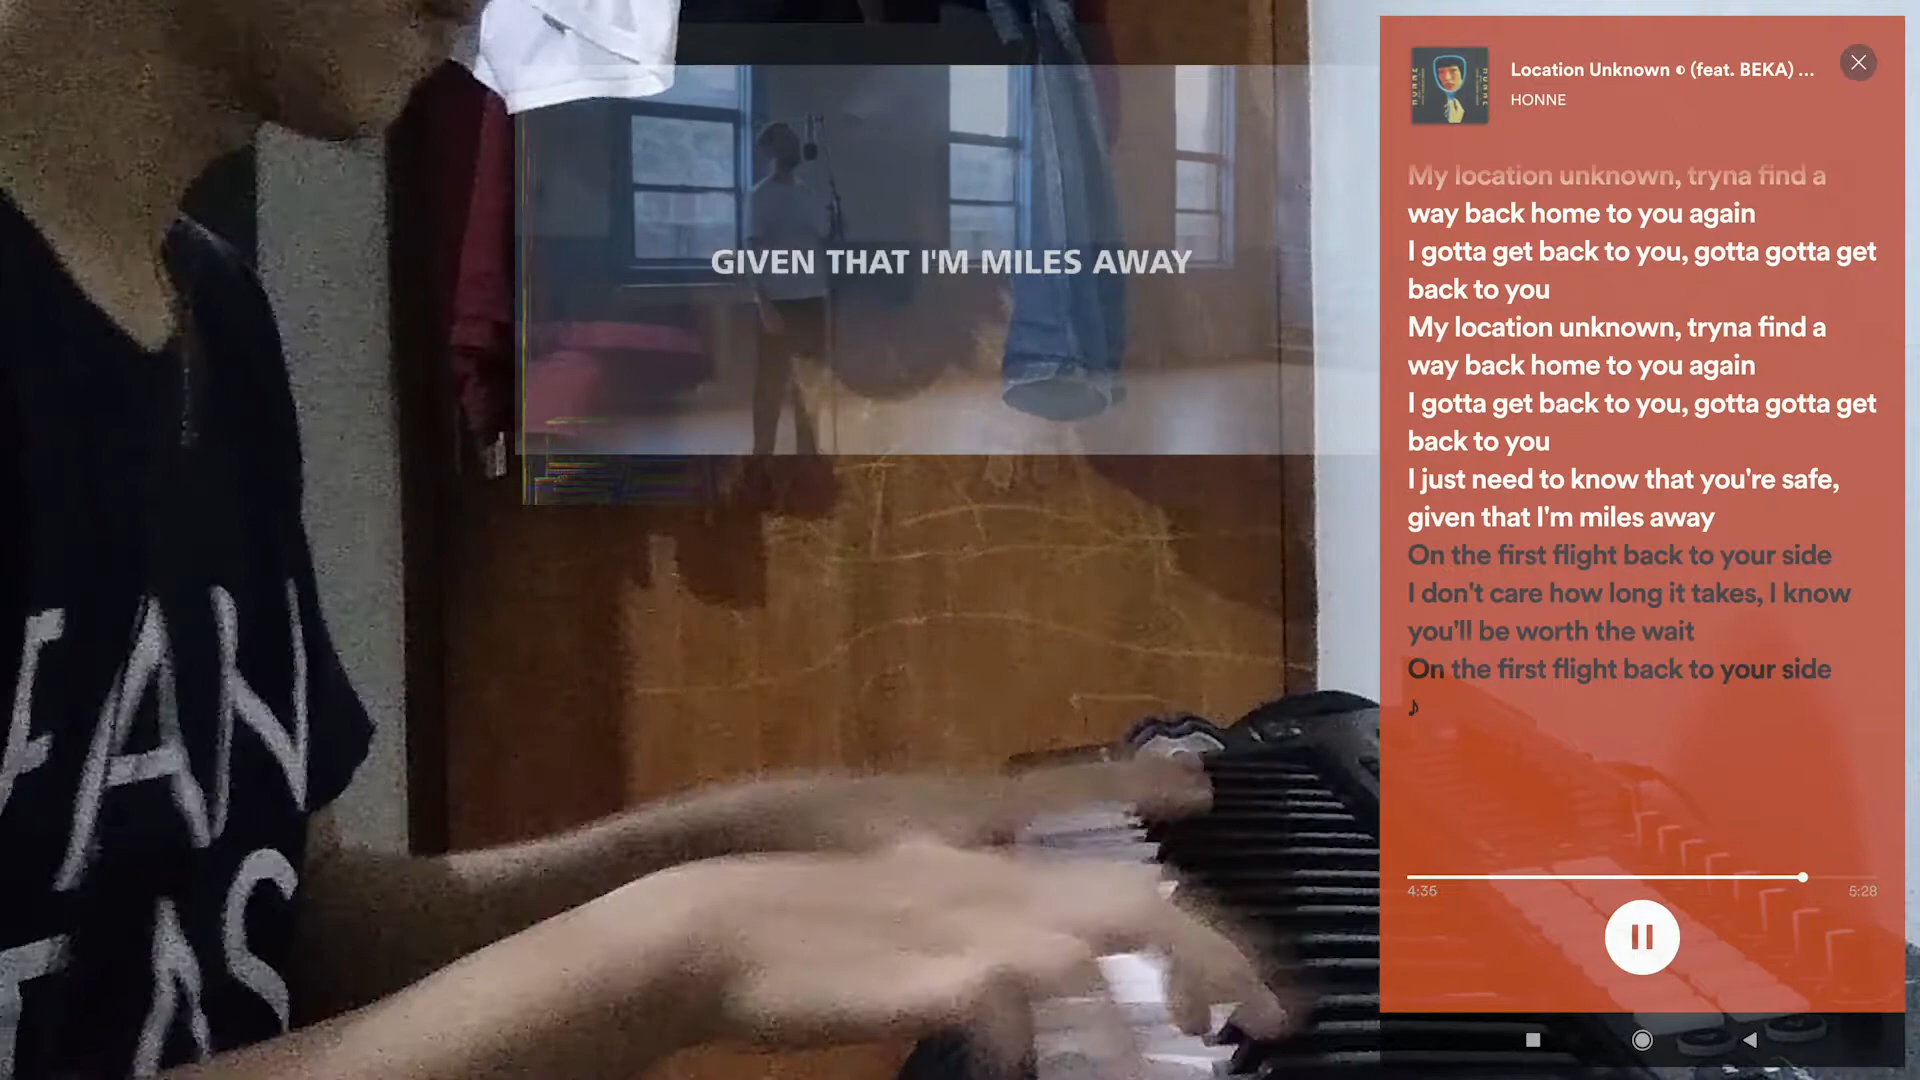 Location Unknown ◐ (feat. BEKA) ...
HONNE
My location unknown, tryna find a
way back home to you again
I gotta get back to you, gotta gotta get
back to you
My location unknown, tryna find a
way back home to you again
I gotta get back to you, gotta gotta get
back to you
I just need to know that you're safe,
given that I'm miles away
On the first flight back to your side
I don't care how long it takes, I know
you'll be worth the wait
On the first flight back to your side
♪
4:35
5:28
GIVEN THAT I'M MILES AWAY
FAN
TAS